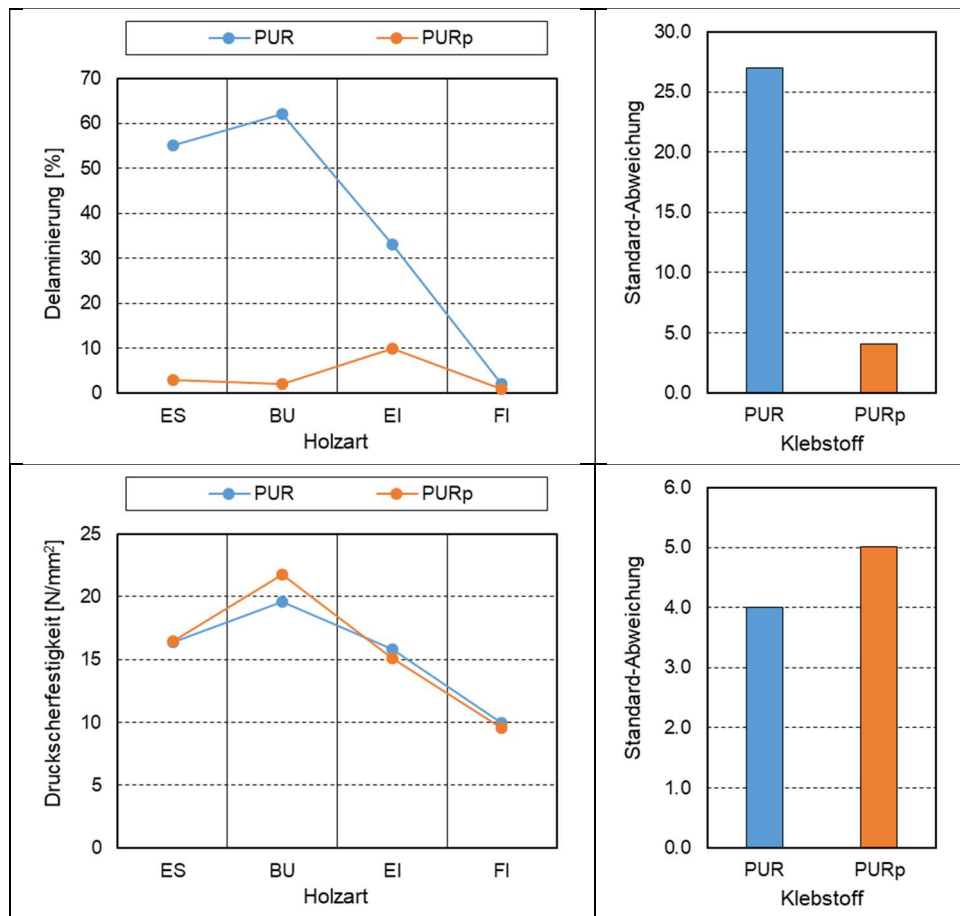 PUR PURp
70
60
50
40
30
20
10
0
Delaminierung [%]
ES BU EI FI
Holzart
30.0
25.0
20.0
15.0
10.0
5.0
0.0
Standard-Abweichung
PUR PURp
Klebstoff
PUR PURp
25
20
15
10
5
0
Druckscherfestigkeit [N/mm²]
ES BU EI FI
Holzart
6.0
5.0
4.0
3.0
2.0
1.0
0.0
Standard-Abweichung
PUR PURp
Klebstoff